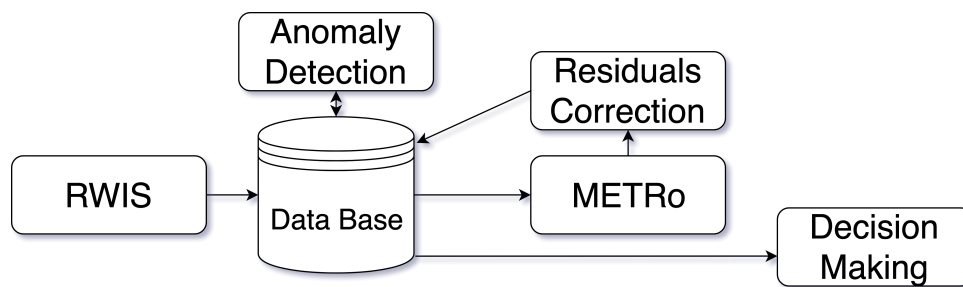 Anomaly
Detection
Residuals
Correction
RWIS
Data Base
METRo
Decision
Making